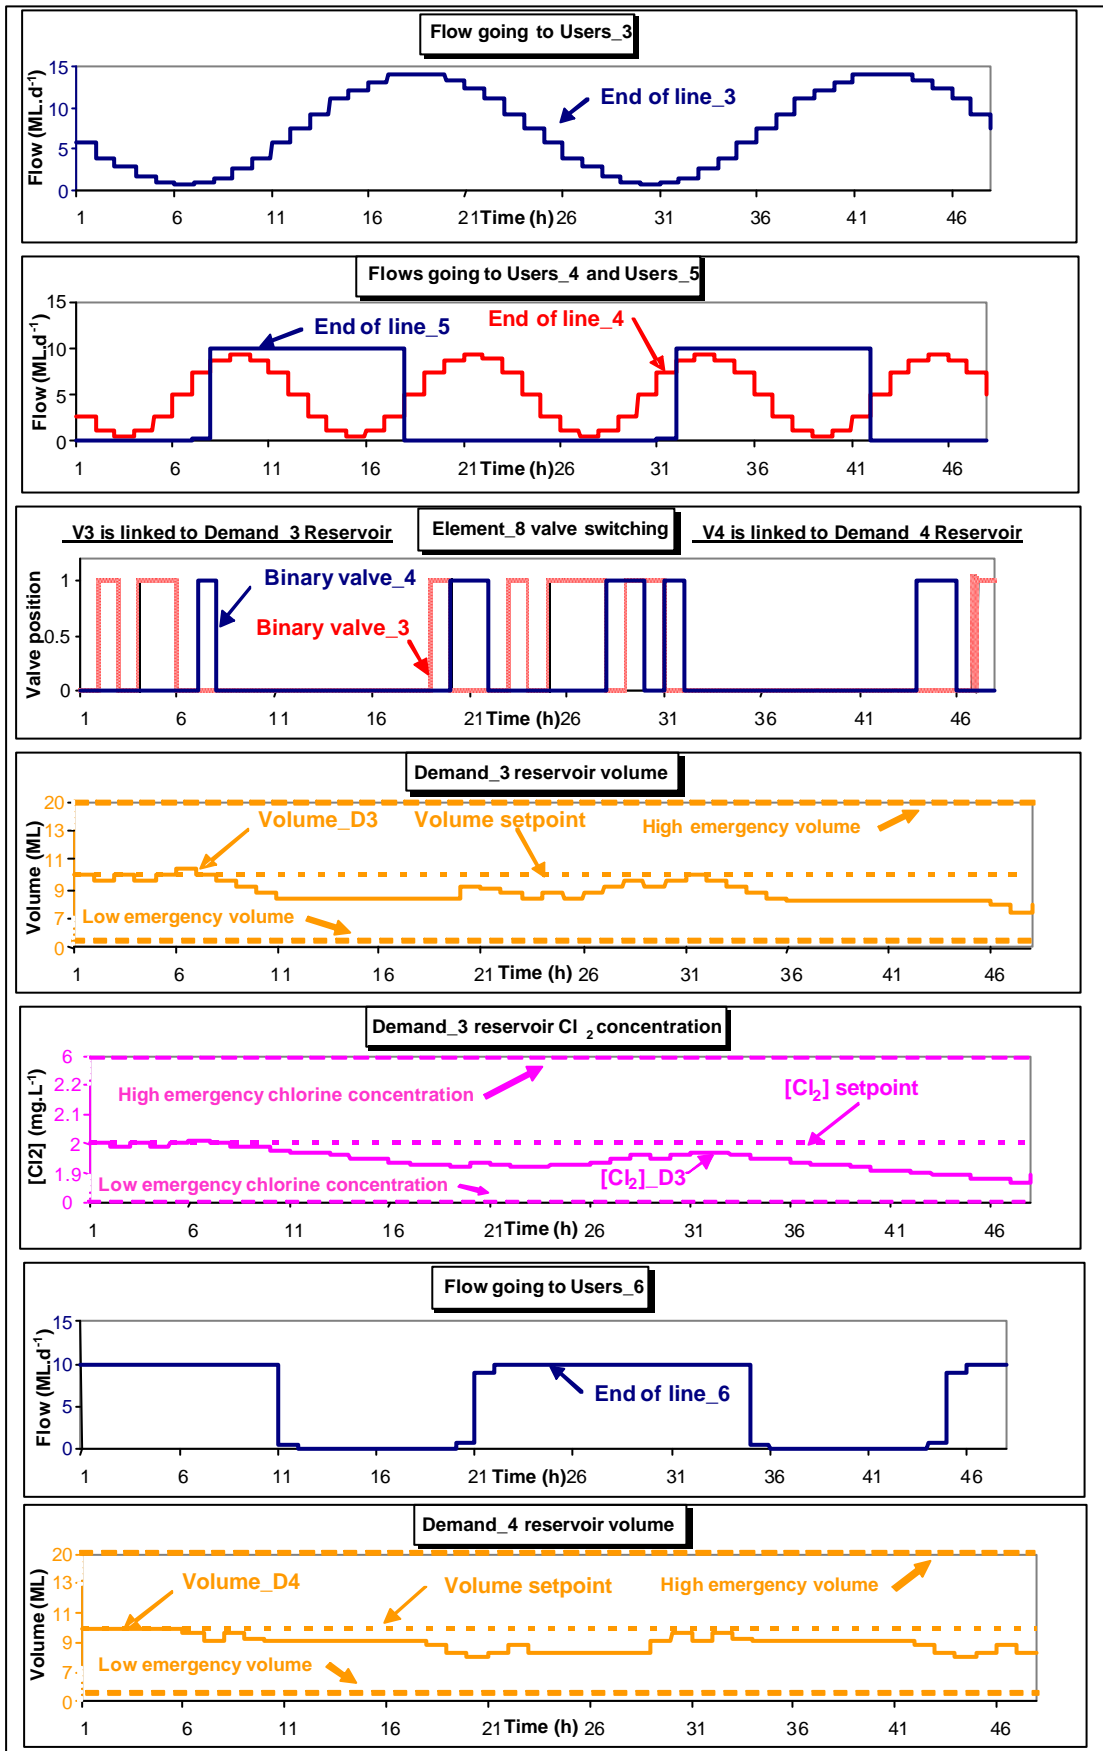 Flow going to Users_3
Flow (ML.d-1)
15
10
5
0
End of line_3
1 6 11 16 21 Time (h) 26 31 36 41 46
Flows going to Users_4 and Users_5
Flow (ML.d-1)
15
10
5
0
End of line_5
End of line_4
1 6 11 16 21 Time (h) 26 31 36 41 46
V3 is linked to Demand_3 Reservoir
Element_8 valve switching
V4 is linked to Demand_4 Reservoir
Valve position
1
0.5
0
Binary valve_4
Binary valve_3
1 6 11 16 21 Time (h) 26 31 36 41 46
Demand_3 reservoir volume
Volume (ML)
20
13
11
9
7
0
Volume_D3
Volume setpoint
High emergency volume
Low emergency volume
1 6 11 16 21 Time (h) 26 31 36 41 46
Demand_3 reservoir Cl 2 concentration
[Cl2] (mg.L-1)
6
2.2
2.1
2
1.9
0
High emergency chlorine concentration
[Cl2] setpoint
Low emergency chlorine concentration
[Cl2]_D3
1 6 11 16 21 Time (h) 26 31 36 41 46
Flow going to Users_6
Flow (ML.d-1)
15
10
5
0
End of line_6
1 6 11 16 21 Time (h) 26 31 36 41 46
Demand_4 reservoir volume
Volume (ML)
20
13
11
9
7
0
Volume_D4
Volume setpoint
High emergency volume
Low emergency volume
1 6 11 16 21 Time (h) 26 31 36 41 46